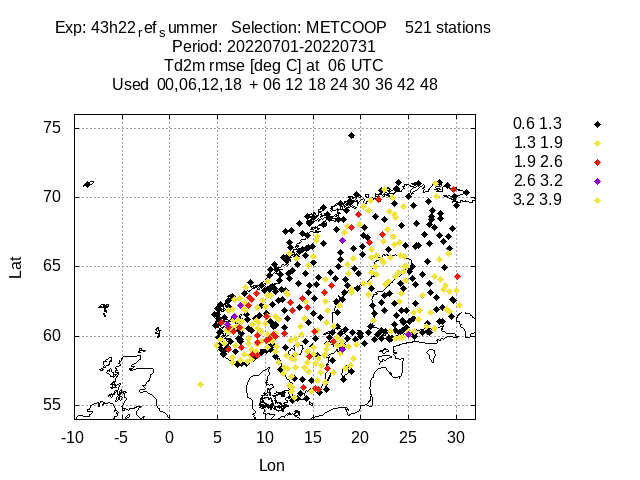 Exp: 43h22refsummer   Selection: METCOOP    521 stations
Period: 20220701-20220731
Td2m rmse [deg C] at  06 UTC
Used  00,06,12,18  + 06 12 18 24 30 36 42 48
0.6 1.3
1.3 1.9
1.9 2.6
2.6 3.2
3.2 3.9
75
70
65
60
55
Lat
-10 -5 0 5 10 15 20 25 30
Lon